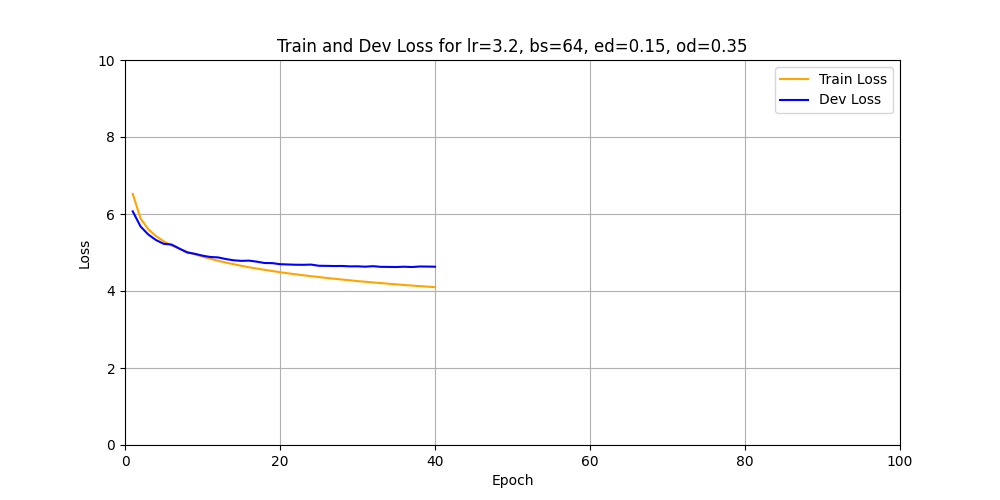 Train and Dev Loss for lr=3.2, bs=64, ed=0.15, od=0.35
Train Loss
Dev Loss
10
8
6
4
2
0
Loss
0 20 40 60 80 100
Epoch